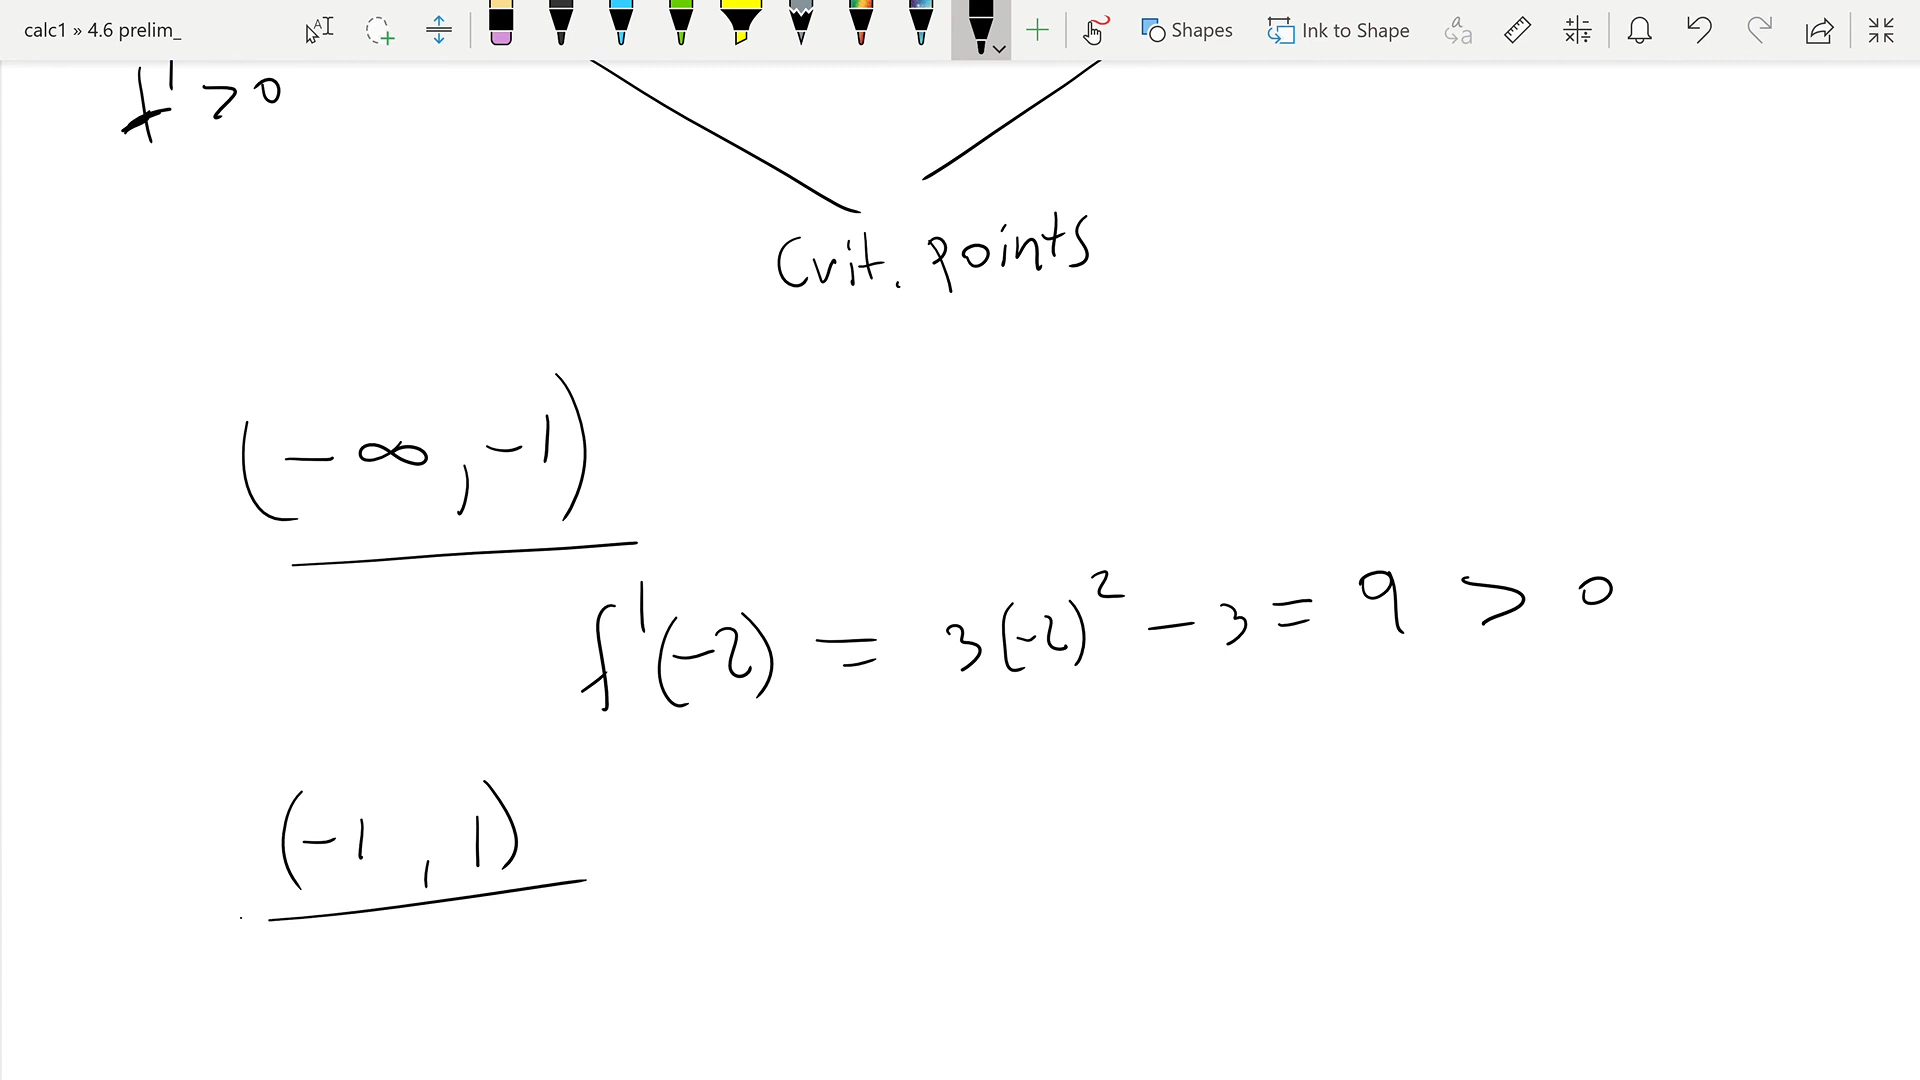 calc1 » 4.6 prelim_ Shapes Ink to Shape
f' > 0
Crit. points
(-∞, -1)
f'(-2) = 3(-2)² - 3 = 9 > 0
(-1, 1)